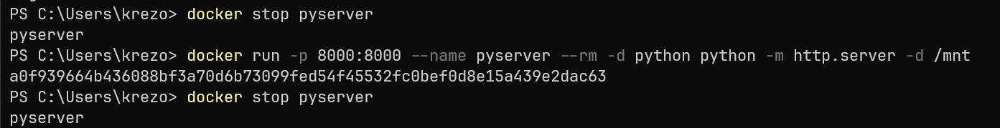 PS C:\Users\krezo> docker stop pyserver
pyserver
PS C:\Users\krezo> docker run -p 8000:8000 --name pyserver --rm -d python python -m http.server -d /mnt
a0f939664b436088bf3a70d6b73099fed54f45532fc0bef0d8e15a439e2dac63
PS C:\Users\krezo> docker stop pyserver
pyserver